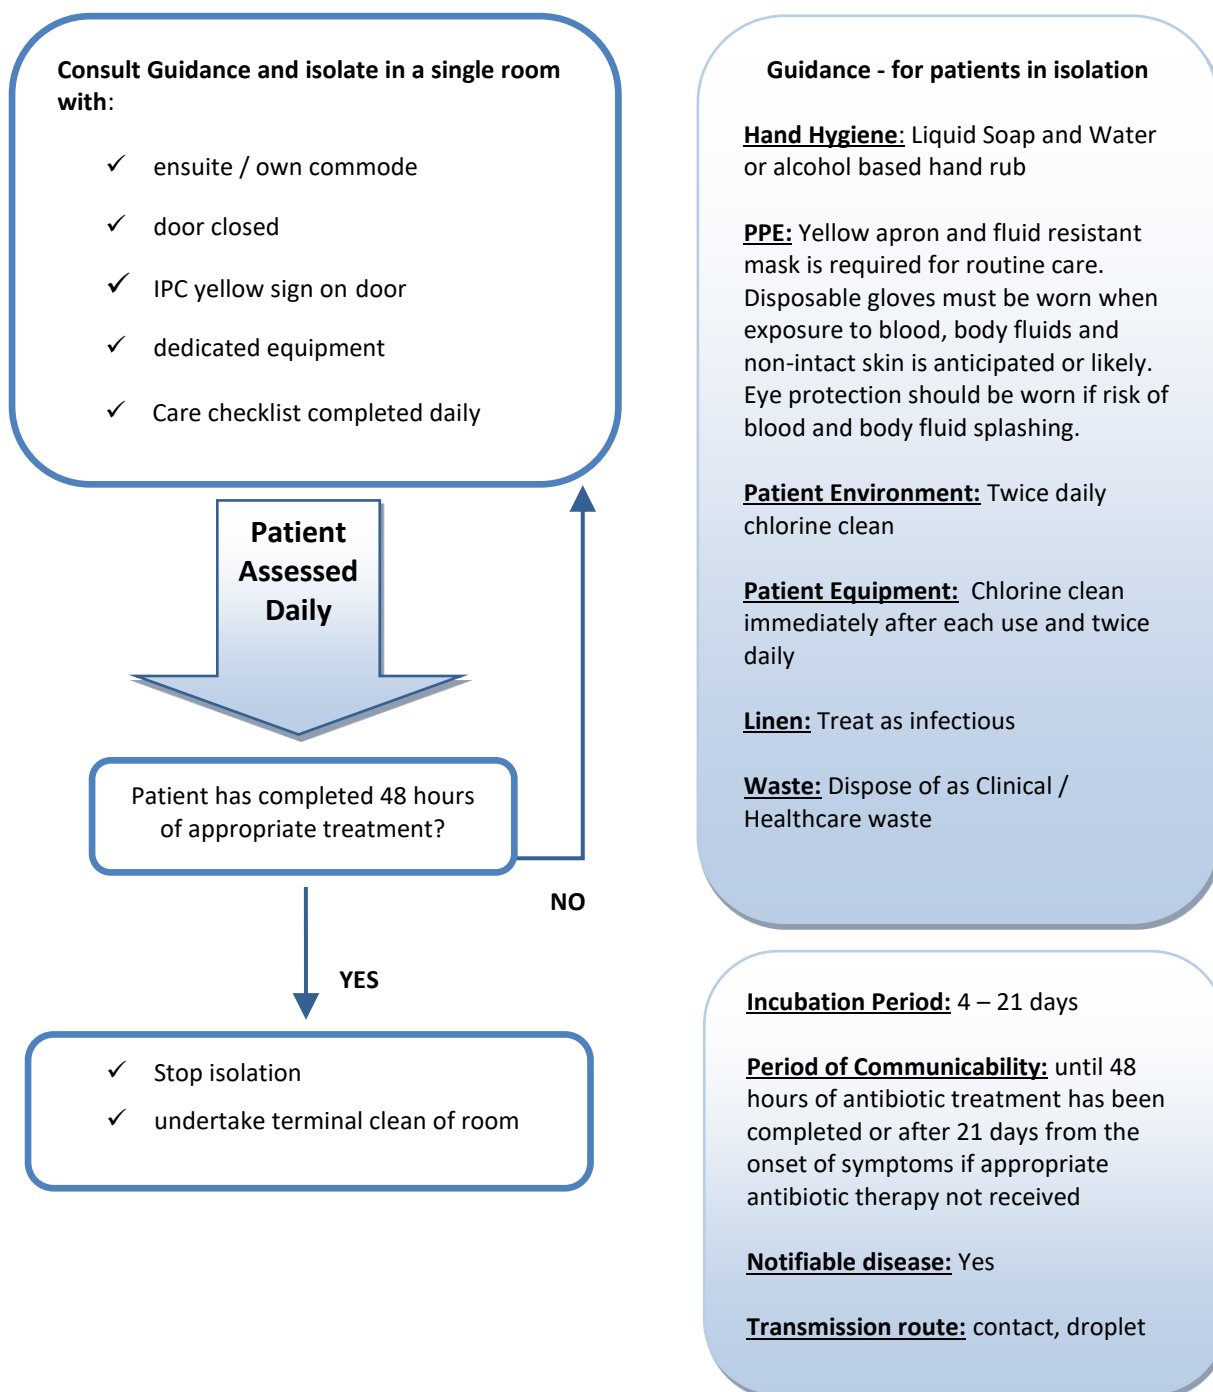 Consult Guidance and isolate in a single room
with:
✓ ensuite / own commode
✓ door closed
✓ IPC yellow sign on door
✓ dedicated equipment
✓ Care checklist completed daily
Patient
Assessed
Daily
Patient has completed 48 hours
of appropriate treatment?
NO
YES
✓ Stop isolation
✓ undertake terminal clean of room
Guidance - for patients in isolation
Hand Hygiene: Liquid Soap and Water
or alcohol based hand rub
PPE: Yellow apron and fluid resistant
mask is required for routine care.
Disposable gloves must be worn when
exposure to blood, body fluids and
non-intact skin is anticipated or likely.
Eye protection should be worn if risk of
blood and body fluid splashing.
Patient Environment: Twice daily
chlorine clean
Patient Equipment: Chlorine clean
immediately after each use and twice
daily
Linen: Treat as infectious
Waste: Dispose of as Clinical /
Healthcare waste
Incubation Period: 4 – 21 days
Period of Communicability: until 48
hours of antibiotic treatment has been
completed or after 21 days from the
onset of symptoms if appropriate
antibiotic therapy not received
Notifiable disease: Yes
Transmission route: contact, droplet